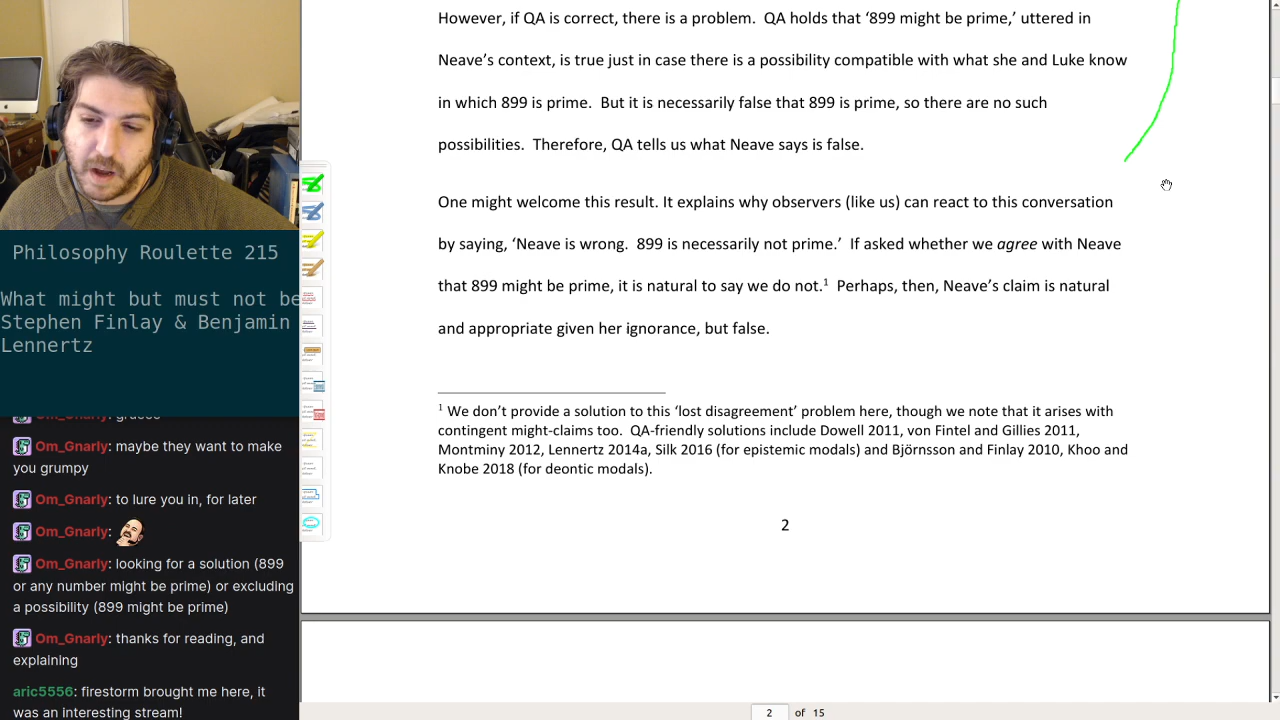 However, if QA is correct, there is a problem.  QA holds that ‘899 might be prime,’ uttered in
Neave’s context, is true just in case there is a possibility compatible with what she and Luke know
in which 899 is prime.  But it is necessarily false that 899 is prime, so there are no such
possibilities.  Therefore, QA tells us what Neave says is false.
One might welcome this result. It explains why observers (like us) can react to this conversation
by saying, ‘Neave is wrong.  899 is necessarily not prime.’  If asked whether we agree with Neave
that 899 might be prime, it is natural to say we do not.1  Perhaps, then, Neave’s claim is natural
and appropriate given her ignorance, but false.
1 We don’t provide a solution to this ‘lost disagreement’ problem here, though we note that it arises with
contingent might-claims too.  QA-friendly solutions include Dowell 2011, von Fintel and Gillies 2011,
Montminy 2012, Lennertz 2014a, Silk 2016 (for epistemic modals) and Björnsson and Finlay 2010, Khoo and
Knobe 2018 (for deontic modals).
2
2 of 15
Philosophy Roulette 215
What might but must not be
Stephen Finlay & Benjamin
Lennertz
Om_Gnarly: maybe they want to make
you grumpy
Om_Gnarly: to lure you in, for later
Om_Gnarly:
Om_Gnarly: looking for a solution (899
or any number might be prime) or excluding
a possibility (899 might be prime)
Om_Gnarly: thanks for reading, and
explaining
aric5556: firestorm brought me here, it
was an interesting stream!